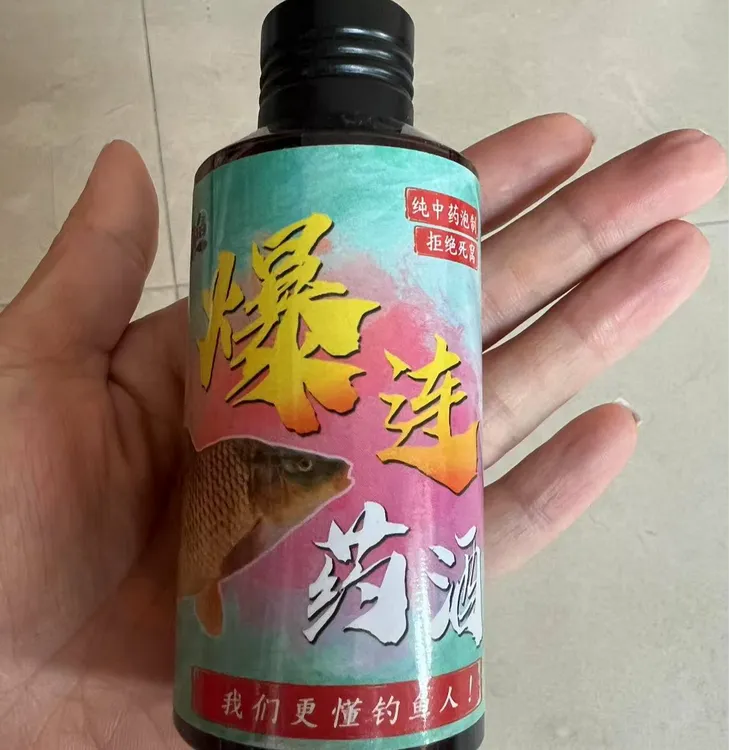 纯中药泡制
拒绝死窝
爆连
药酒
我们更懂钓鱼人！